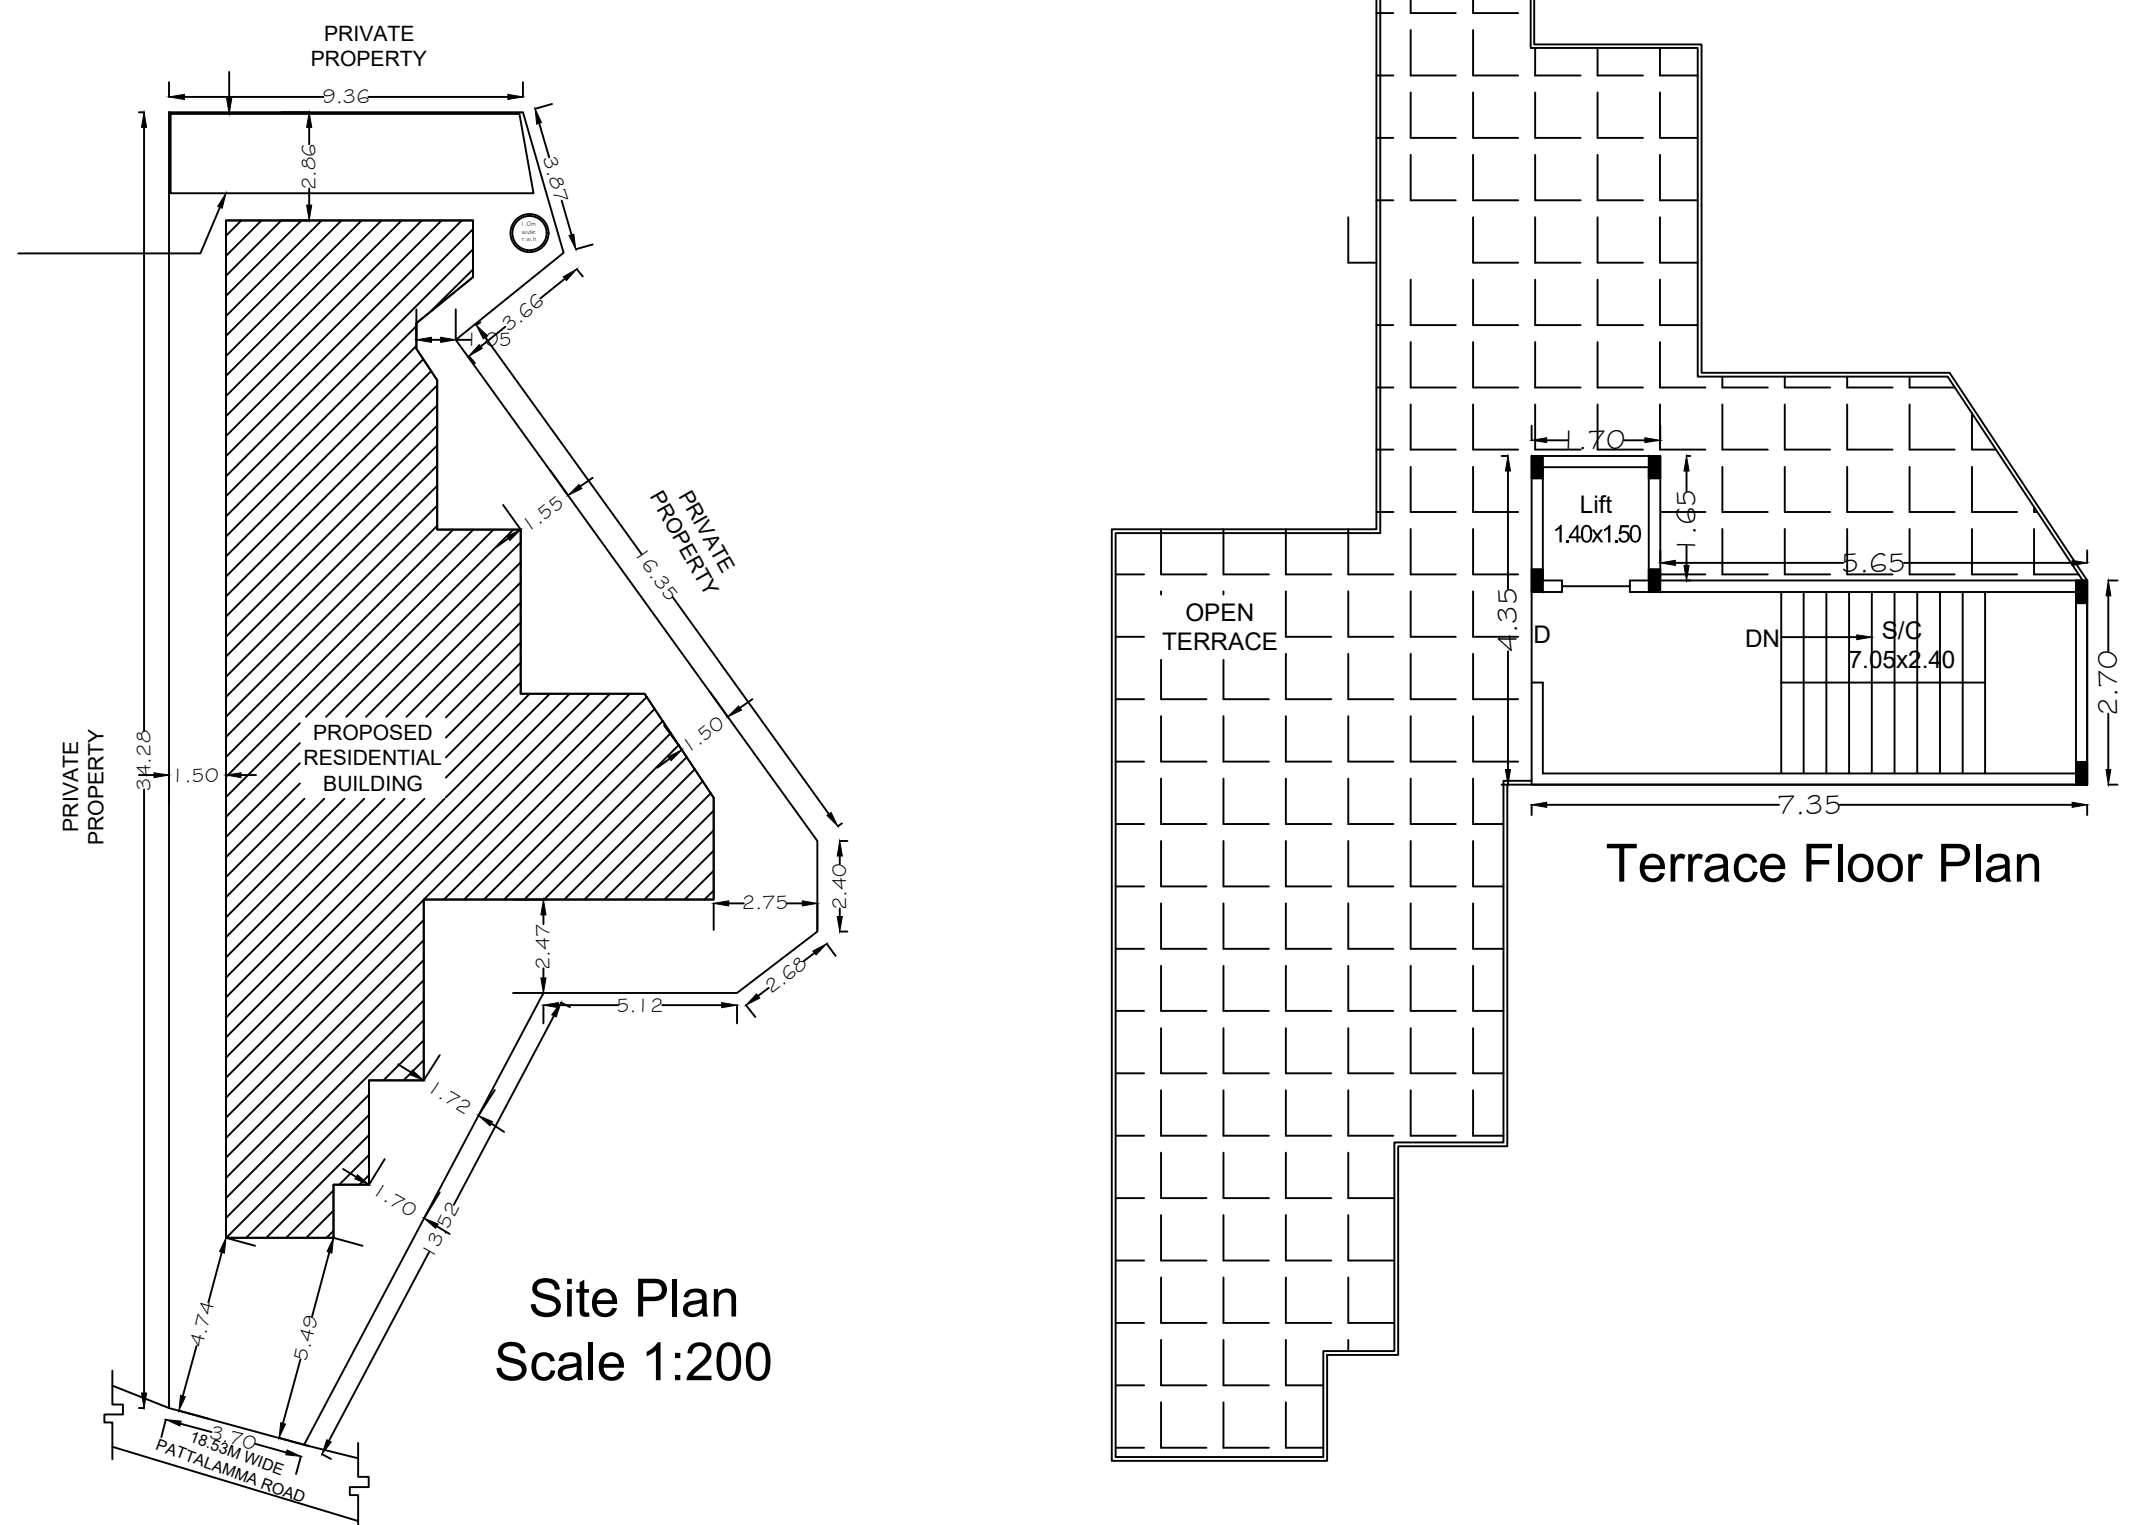 PRIVATE
PROPERTY
9.36
2.86
3.87
1.0m
wide
r.w.h
3.66
1.05
1.55
PRIVATE
PROPERTY
16.35
34.28
PRIVATE
PROPERTY
1.50
PROPOSED
RESIDENTIAL
BUILDING
1.50
2.75
2.40
2.47
2.68
5.12
1.72
1.70
13.52
4.74
5.49
3.70
18.53M WIDE
PATTALAMMA ROAD
Site Plan
Scale 1:200
1.70
Lift
1.40x1.50
1.65
5.65
OPEN
TERRACE
4.35
D
DN
S/C
7.05x2.40
2.70
7.35
Terrace Floor Plan